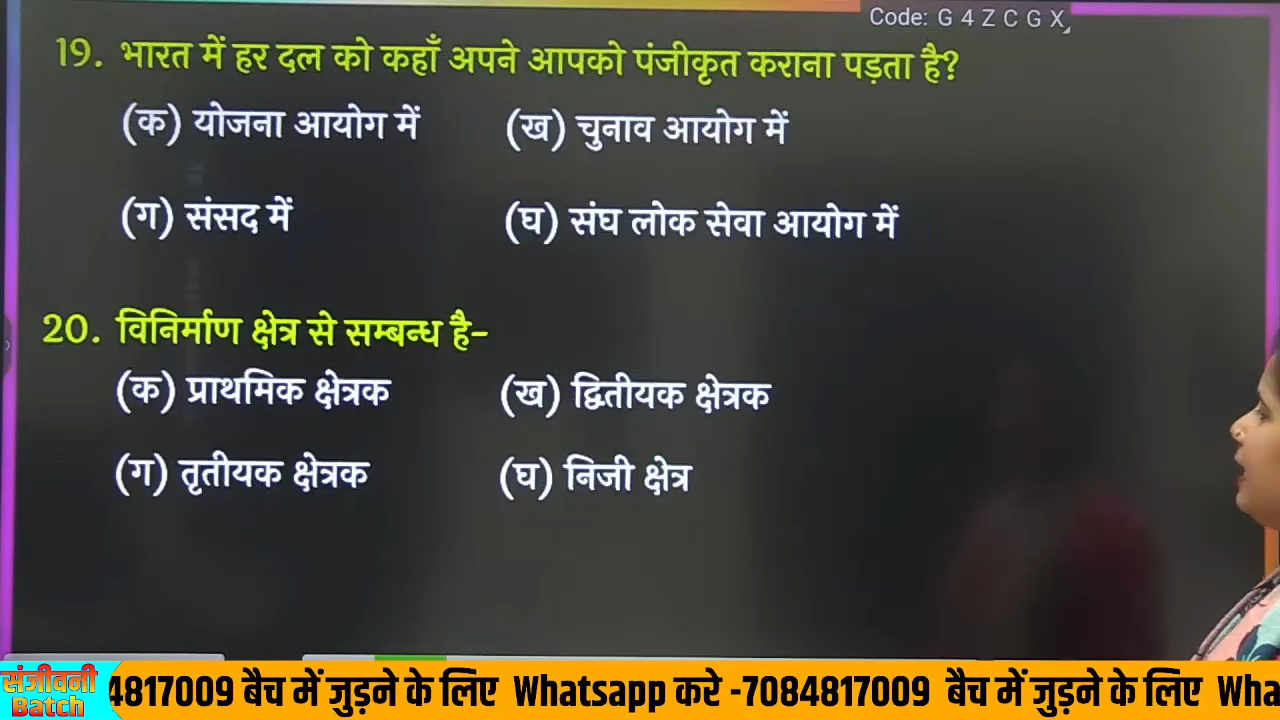 Code: G 4 Z C G X
19. भारत में हर दल को कहाँ अपने आपको पंजीकृत कराना पड़ता है?
(क) योजना आयोग में (ख) चुनाव आयोग में
(ग) संसद में (घ) संघ लोक सेवा आयोग में
20. विनिर्माण क्षेत्र से सम्बन्ध है-
(क) प्राथमिक क्षेत्रक (ख) द्वितीयक क्षेत्रक
(ग) तृतीयक क्षेत्रक (घ) निजी क्षेत्र
संजीवनी
Batch
4817009 बैच में जुड़ने के लिए Whatsapp करे -7084817009 बैच में जुड़ने के लिए Wha